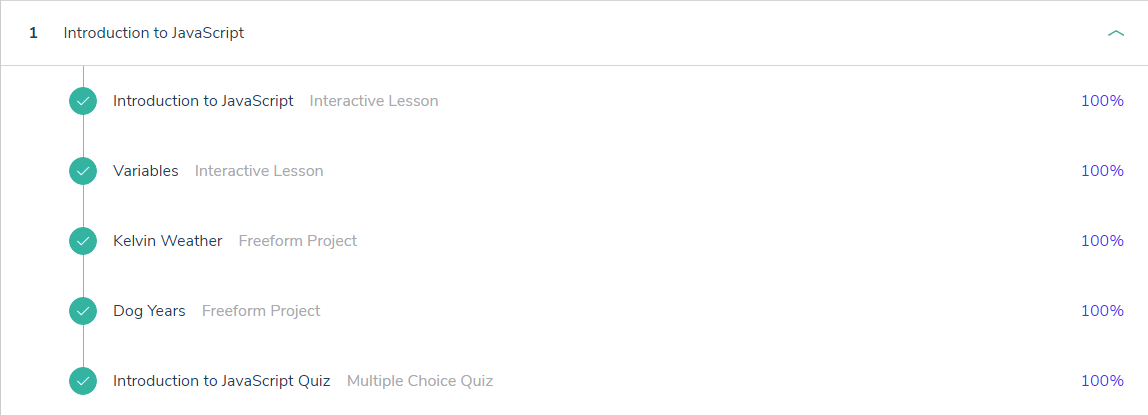 1 Introduction to JavaScript
Introduction to JavaScript Interactive Lesson 100%
Variables Interactive Lesson 100%
Kelvin Weather Freeform Project 100%
Dog Years Freeform Project 100%
Introduction to JavaScript Quiz Multiple Choice Quiz 100%